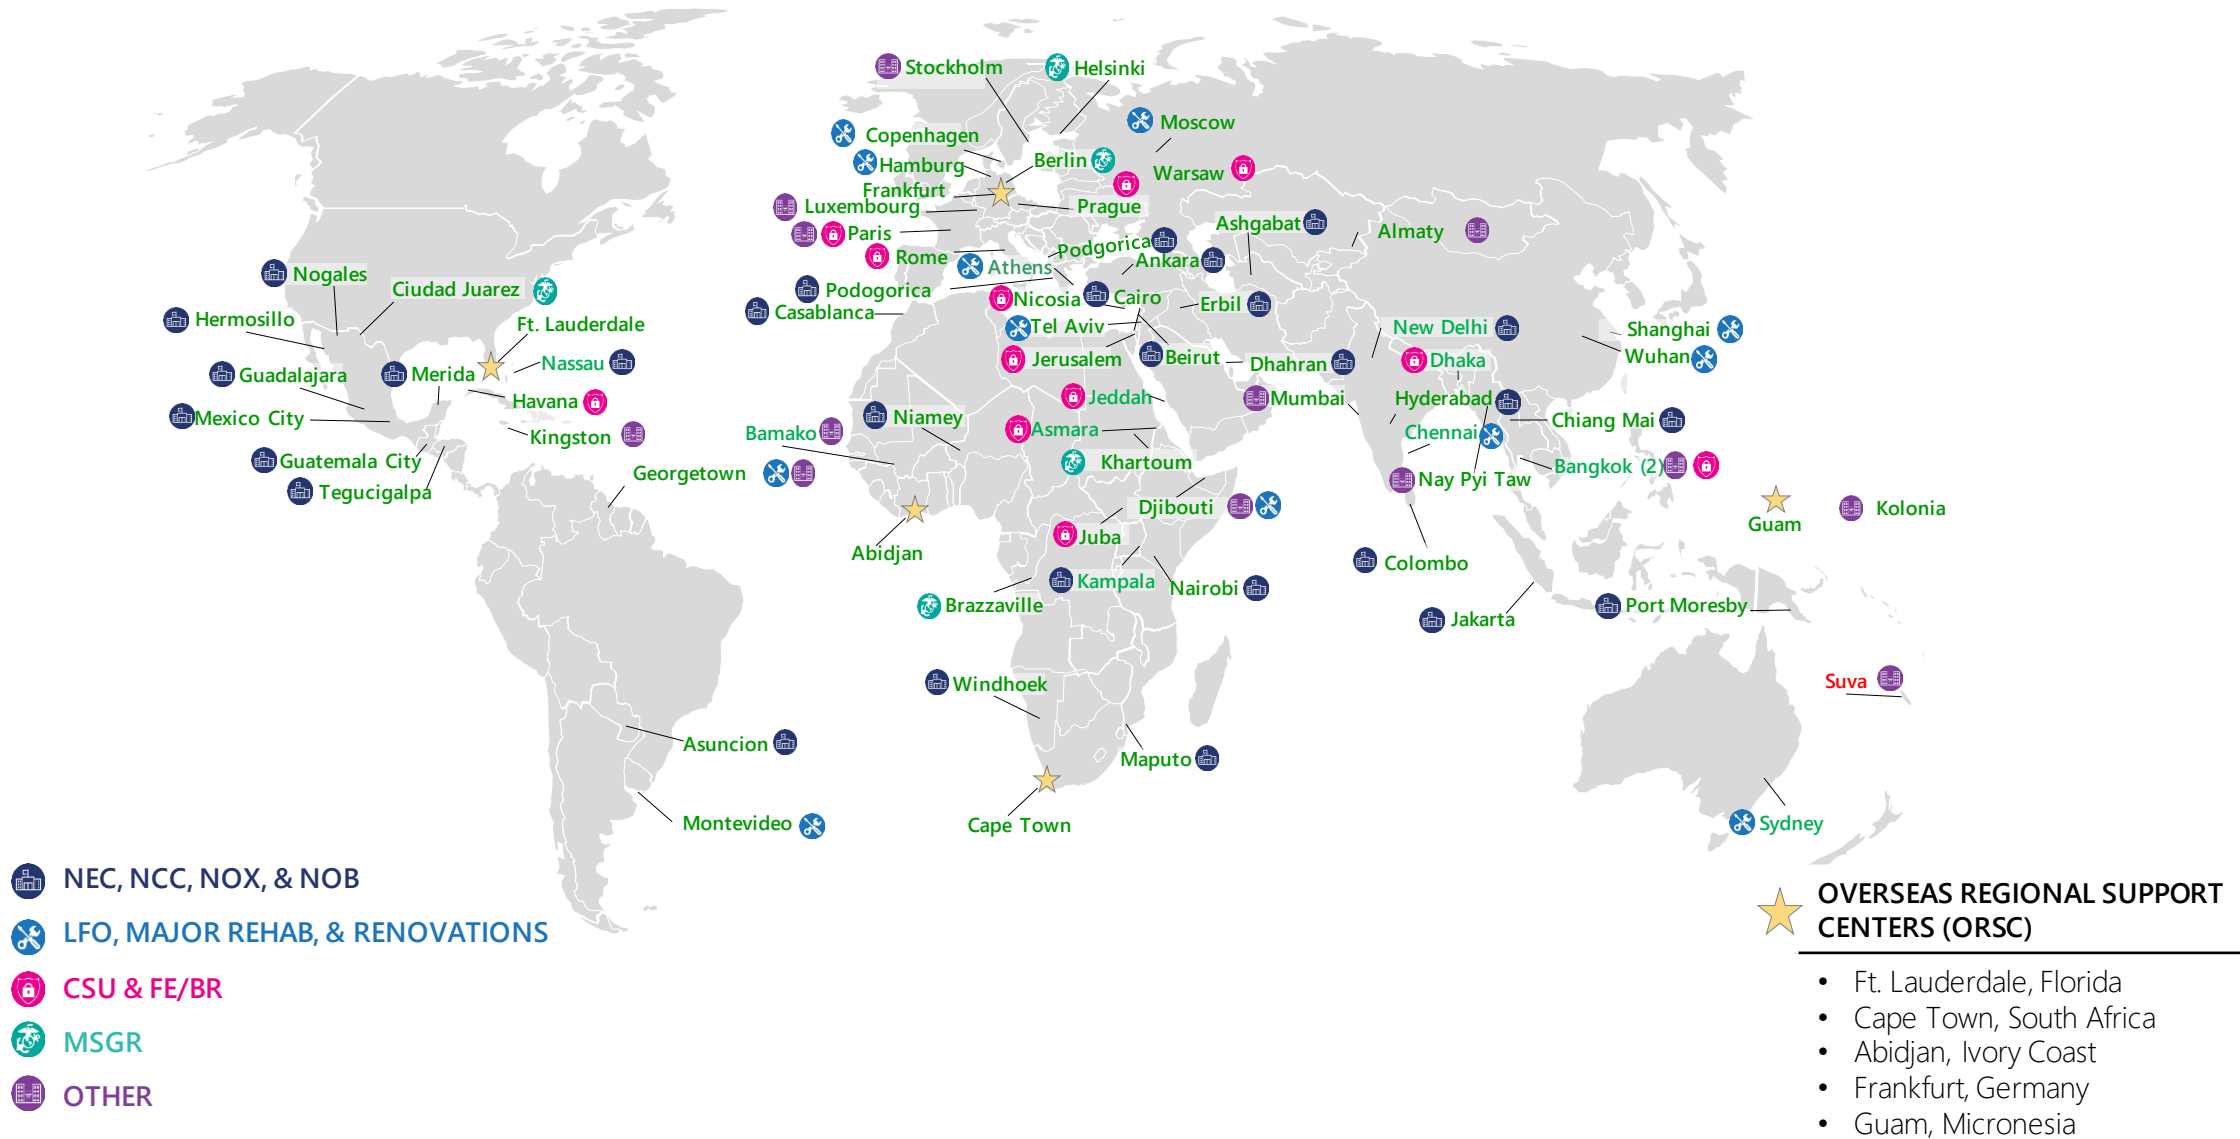 Stockholm
Helsinki
Copenhagen
Moscow
Hamburg
Berlin
Warsaw
Frankfurt
Luxembourg
Prague
Paris
Ashgabat
Almaty
Rome
Podgorica
Athens
Ankara
Nogales
Ciudad Juarez
Podogorica
Nicosia
Cairo
Erbil
Casablanca
Hermosillo
Ft. Lauderdale
Tel Aviv
New Delhi
Shanghai
Nassau
Jerusalem
Beirut
Dhahran
Dhaka
Wuhan
Guadalajara
Merida
Havana
Jeddah
Mumbai
Hyderabad
Mexico City
Kingston
Bamako
Niamey
Asmara
Chennai
Chiang Mai
Guatemala City
Georgetown
Khartoum
Bangkok (2)
Tegucigalpa
Nay Pyi Taw
Djibouti
Guam
Kolonia
Abidjan
Juba
Colombo
Kampala
Nairobi
Brazzaville
Jakarta
Port Moresby
Windhoek
Suva
Asuncion
Maputo
Montevideo
Cape Town
Sydney
NEC, NCC, NOX, & NOB
LFO, MAJOR REHAB, & RENOVATIONS
CSU & FE/BR
MSGR
OTHER
OVERSEAS REGIONAL SUPPORT
CENTERS (ORSC)
• Ft. Lauderdale, Florida
• Cape Town, South Africa
• Abidjan, Ivory Coast
• Frankfurt, Germany
• Guam, Micronesia